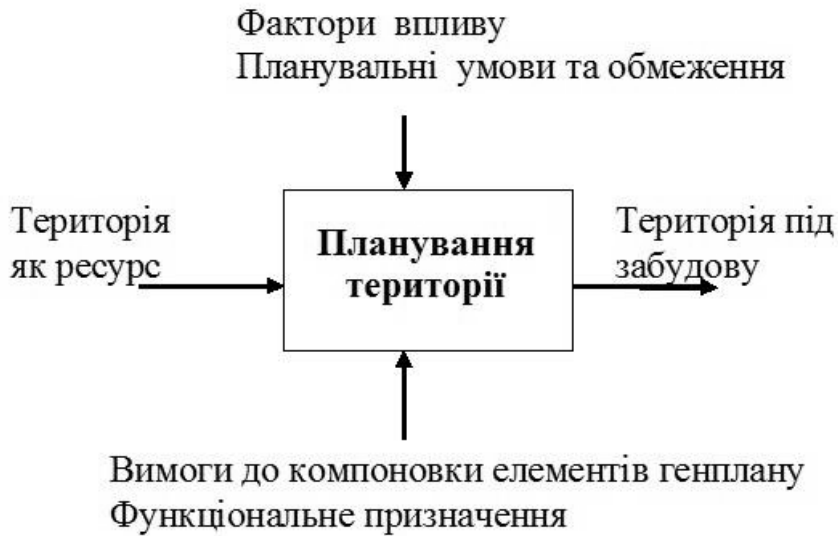 Фактори впливу
Планувальні умови та обмеження
Територія
як ресурс
Планування
території
Територія під
забудову
Вимоги до компоновки елементів генплану
Функціональне призначення